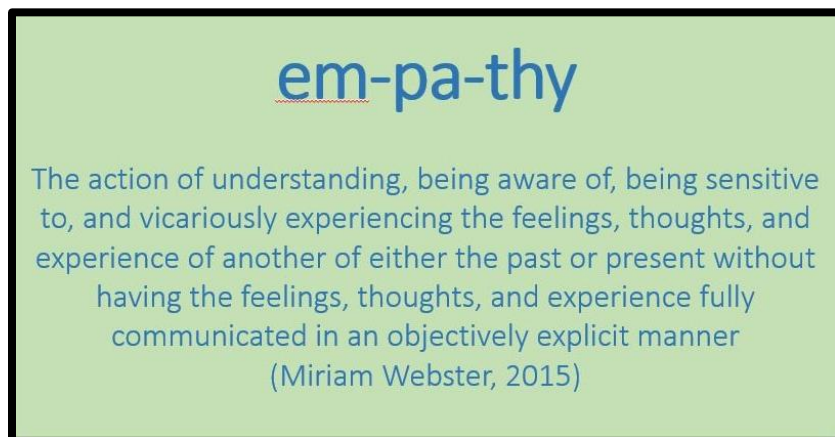 em-pa-thy
The action of understanding, being aware of, being sensitive
to, and vicariously experiencing the feelings, thoughts, and
experience of another of either the past or present without
having the feelings, thoughts, and experience fully
communicated in an objectively explicit manner
(Miriam Webster, 2015)